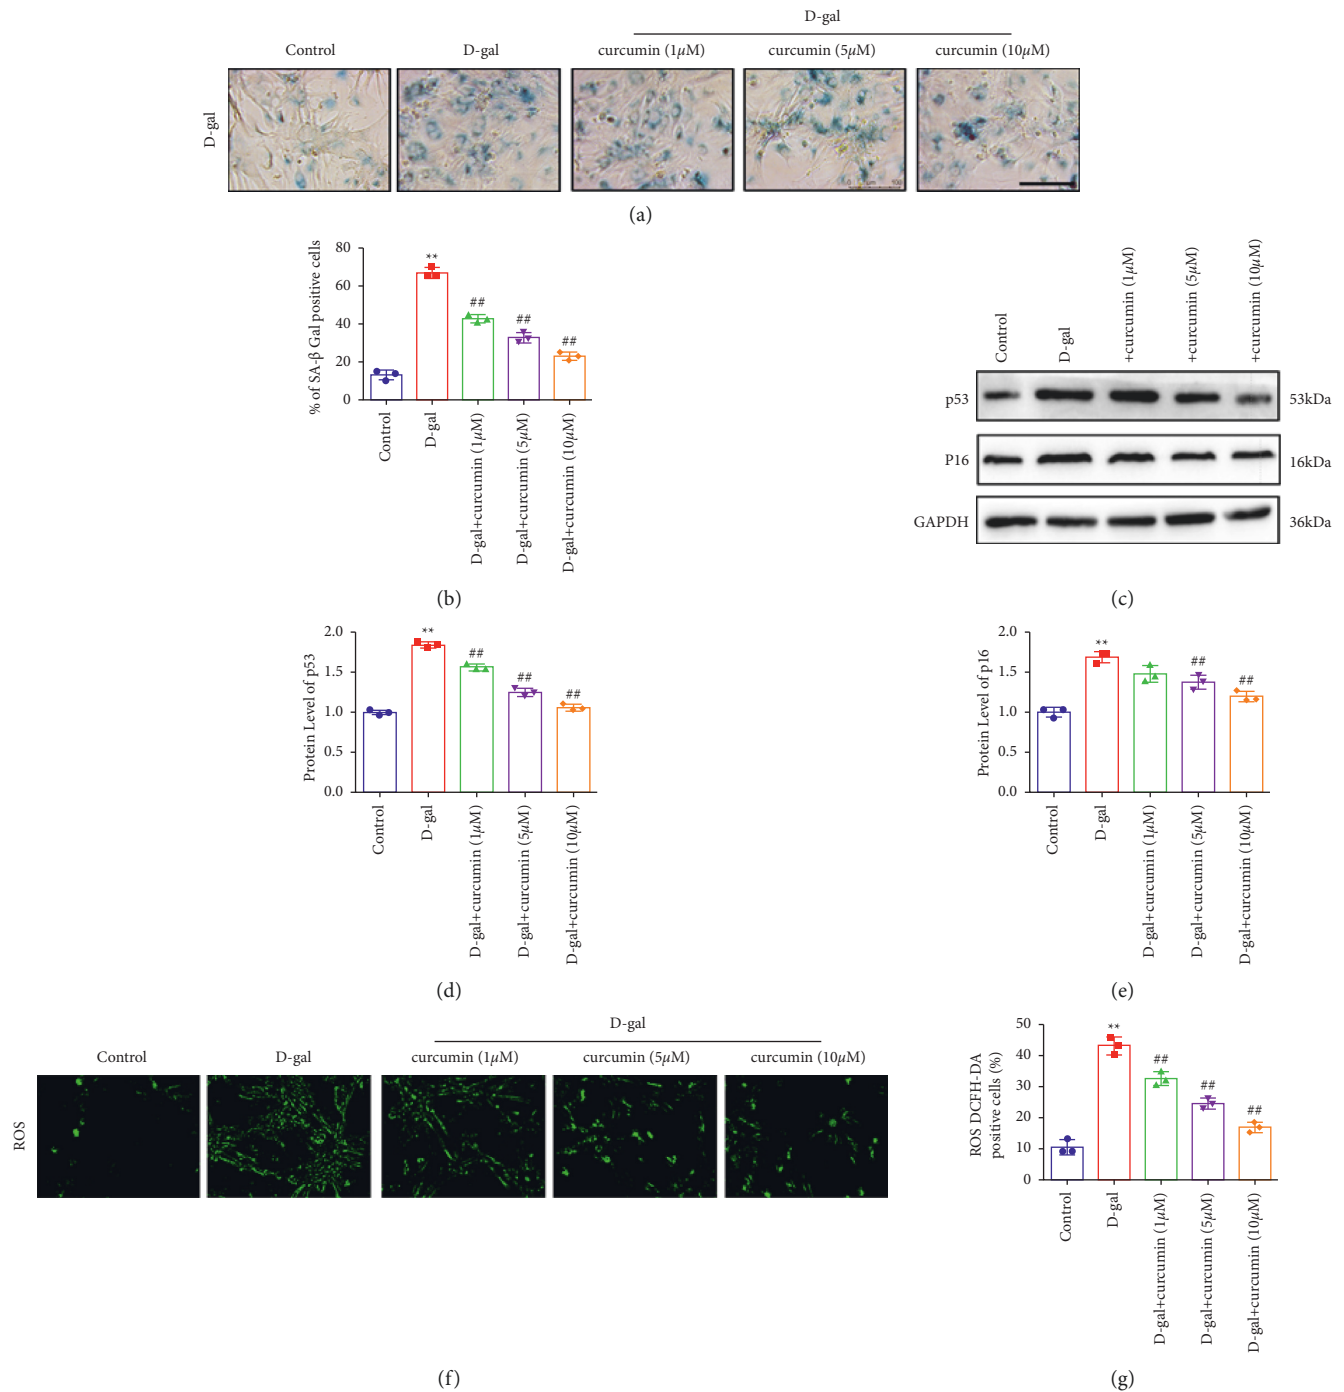 D-gal
Control D-gal curcumin (1μM) curcumin (5μM) curcumin (10μM)
D-gal
(a)
% of SA-β Gal positive cells
80
60
40
20
0
**
##
##
##
Control
D-gal
D-gal+curcumin (1μM)
D-gal+curcumin (5μM)
D-gal+curcumin (10μM)
(b)
Control
D-gal
+curcumin (1μM)
+curcumin (5μM)
+curcumin (10μM)
p53 53kDa
P16 16kDa
GAPDH 36kDa
(c)
Protein Level of p53
2.0
1.5
1.0
0.5
0.0
**
##
##
##
Control
D-gal
D-gal+curcumin (1μM)
D-gal+curcumin (5μM)
D-gal+curcumin (10μM)
(d)
Protein Level of p16
2.0
1.5
1.0
0.5
0.0
**
##
##
Control
D-gal
D-gal+curcumin (1μM)
D-gal+curcumin (5μM)
D-gal+curcumin (10μM)
(e)
D-gal
Control D-gal curcumin (1μM) curcumin (5μM) curcumin (10μM)
ROS
(f)
ROS DCFH-DA
positive cells (%)
50
40
30
20
10
0
**
##
##
##
Control
D-gal
D-gal+curcumin (1μM)
D-gal+curcumin (5μM)
D-gal+curcumin (10μM)
(g)